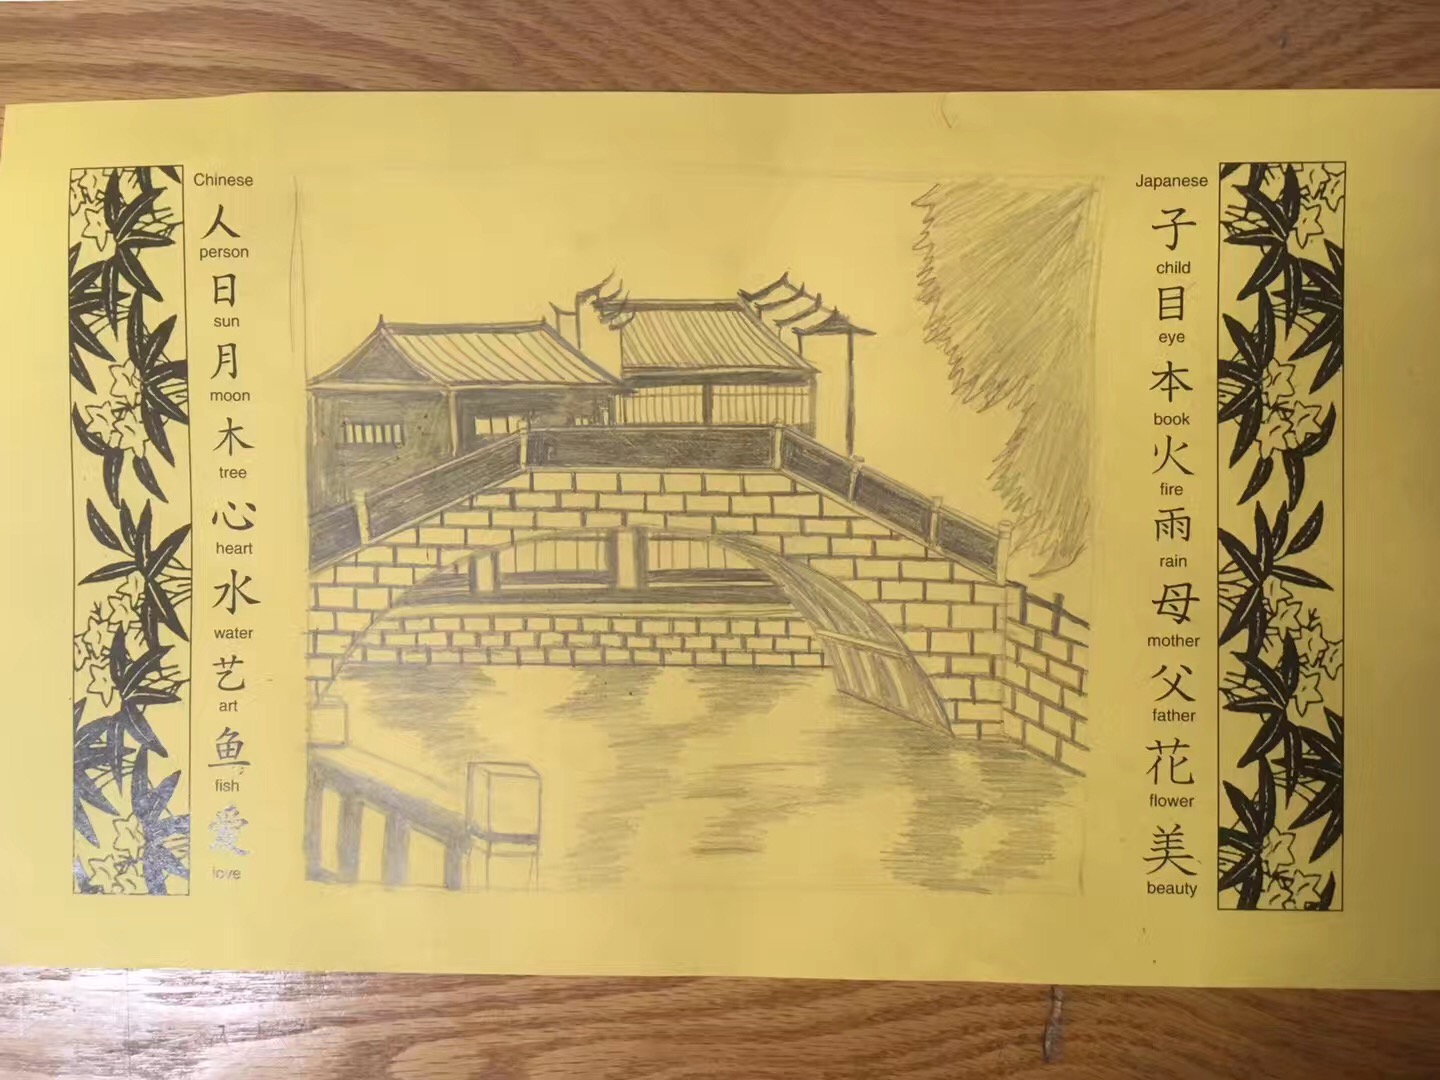 Chinese
人
person
日
sun
月
moon
木
tree
心
heart
水
water
艺
art
鱼
fish
爱
love
Japanese
子
child
目
eye
本
book
火
fire
雨
rain
母
mother
父
father
花
flower
美
beauty